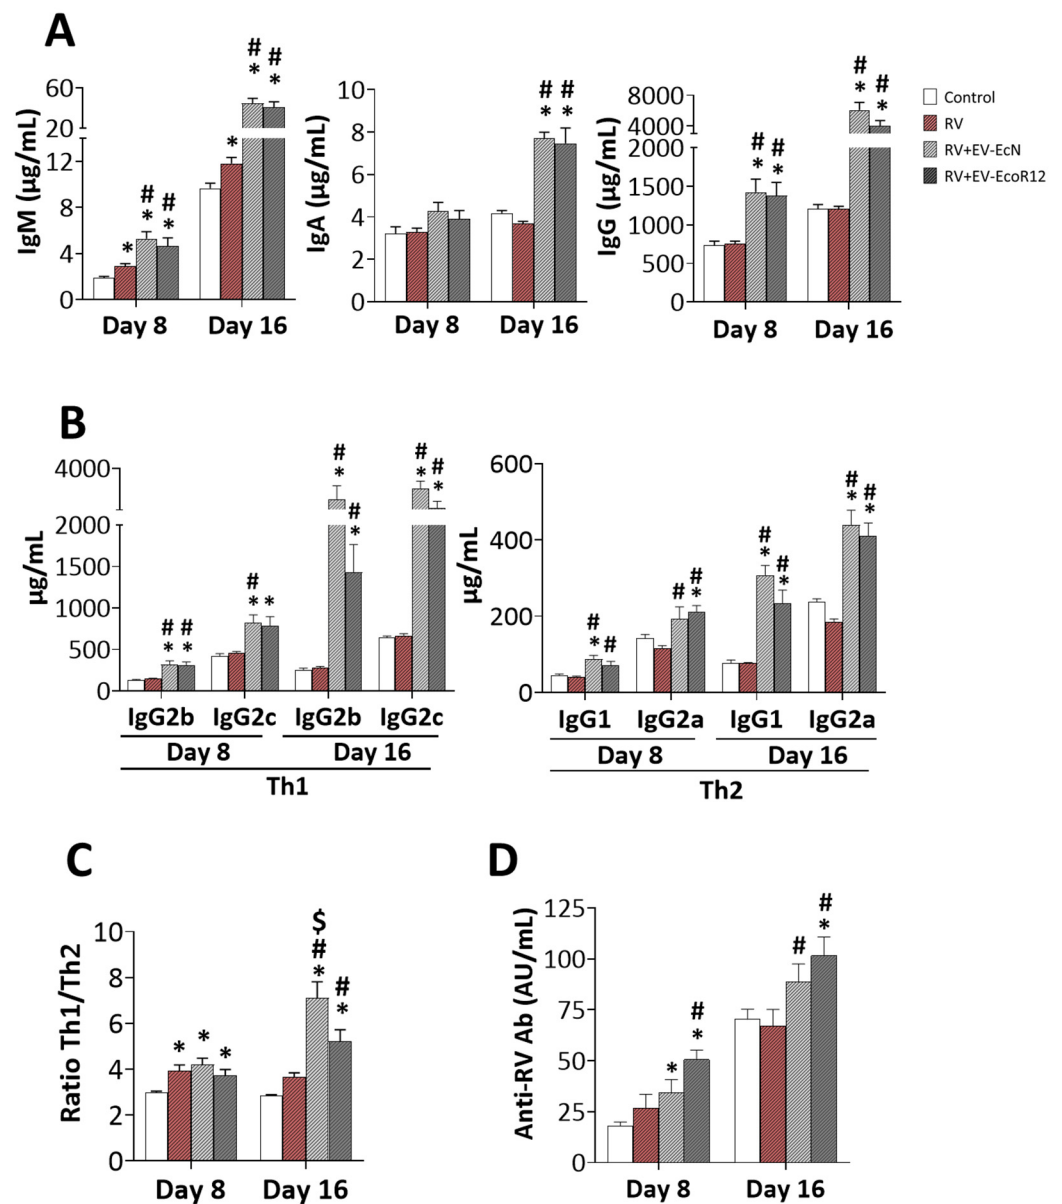 A
IgM (µg/mL)
60
20
12
8
4
0
# * # *
* # * # *
*
Day 8 Day 16
IgA (µg/mL)
10
8
6
4
2
0
# # * *
Day 8 Day 16
IgG (µg/mL)
8000
4000
2000
1500
1000
500
0
# * # *
# # * *
Day 8 Day 16
Control
RV
RV+EV-EcN
RV+EV-EcoR12
B
µg/mL
4000
2000
1500
1000
500
0
# # * *
# * *
# * # *
# * # *
IgG2b IgG2c IgG2b IgG2c
Day 8 Day 16
Th1
µg/mL
600
400
200
0
# * #
# # *
# * # *
# * # *
IgG1 IgG2a IgG1 IgG2a
Day 8 Day 16
Th2
C
Ratio Th1/Th2
10
8
6
4
2
0
* * *
$ # * # *
Day 8 Day 16
D
Anti-RV Ab (AU/mL)
125
100
75
50
25
0
* # *
# # *
Day 8 Day 16